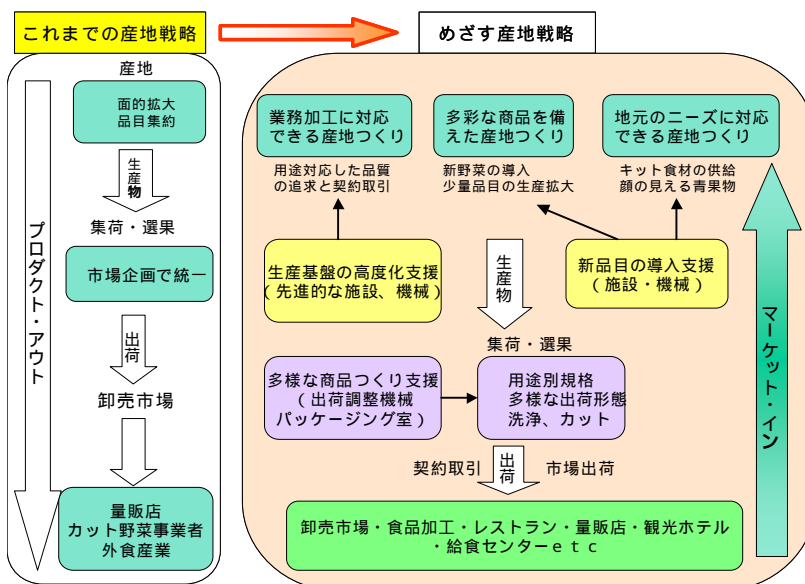 これまでの産地戦略
めざす産地戦略
産地
面的拡大
品目集約
生産物
集荷・選果
市場企画で統一
出荷
卸売市場
量販店
カット野菜事業者
外食産業
プロダクト・アウト
業務加工に対応
できる産地つくり
多彩な商品を備
えた産地つくり
地元のニーズに対応
できる産地つくり
用途対応した品質
の追求と契約取引
新野菜の導入
少量品目の生産拡大
キット食材の供給
顔の見える青果物
生産基盤の高度化支援
(先進的な施設、機械)
生産物
新品目の導入支援
(施設・機械)
集荷・選果
多様な商品つくり支援
(出荷調整機械
パッケージング室)
用途別規格
多様な出荷形態
洗浄、カット
契約取引
出荷
市場出荷
卸売市場・食品加工・レストラン・量販店・観光ホテル
・給食センターetc
マーケット・イン